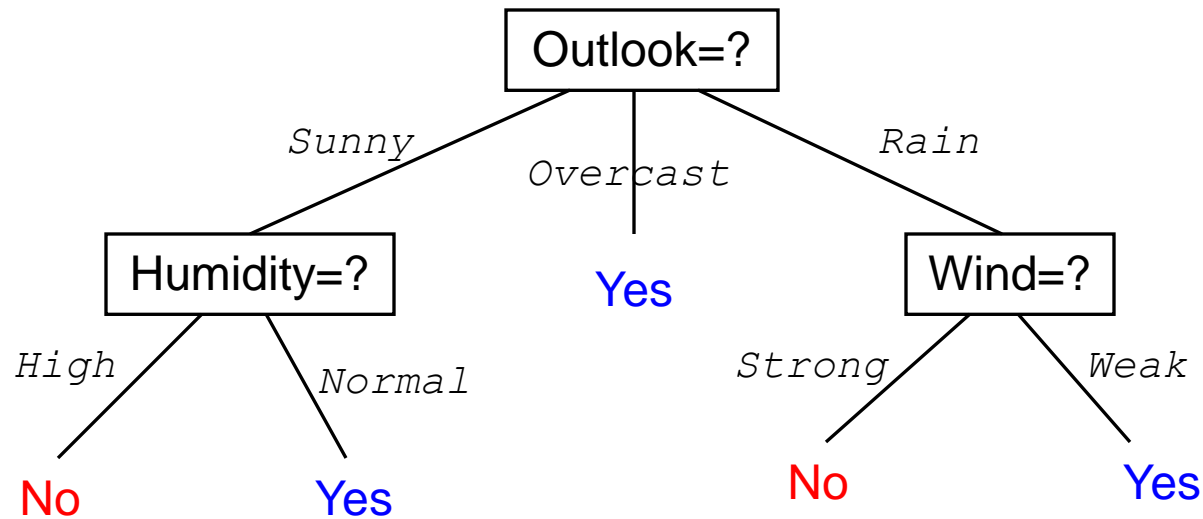 Outlook=?
Sunny
Overcast
Rain
Humidity=?
Yes
Wind=?
High
Normal
Strong
Weak
No
Yes
No
Yes